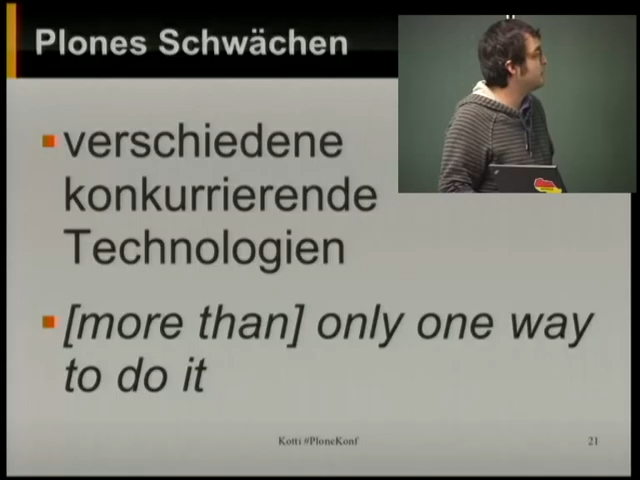 Plones Schwächen
verschiedene
konkurrierende
Technologien
[more than] only one way
to do it
Kotti #PloneKonf
21